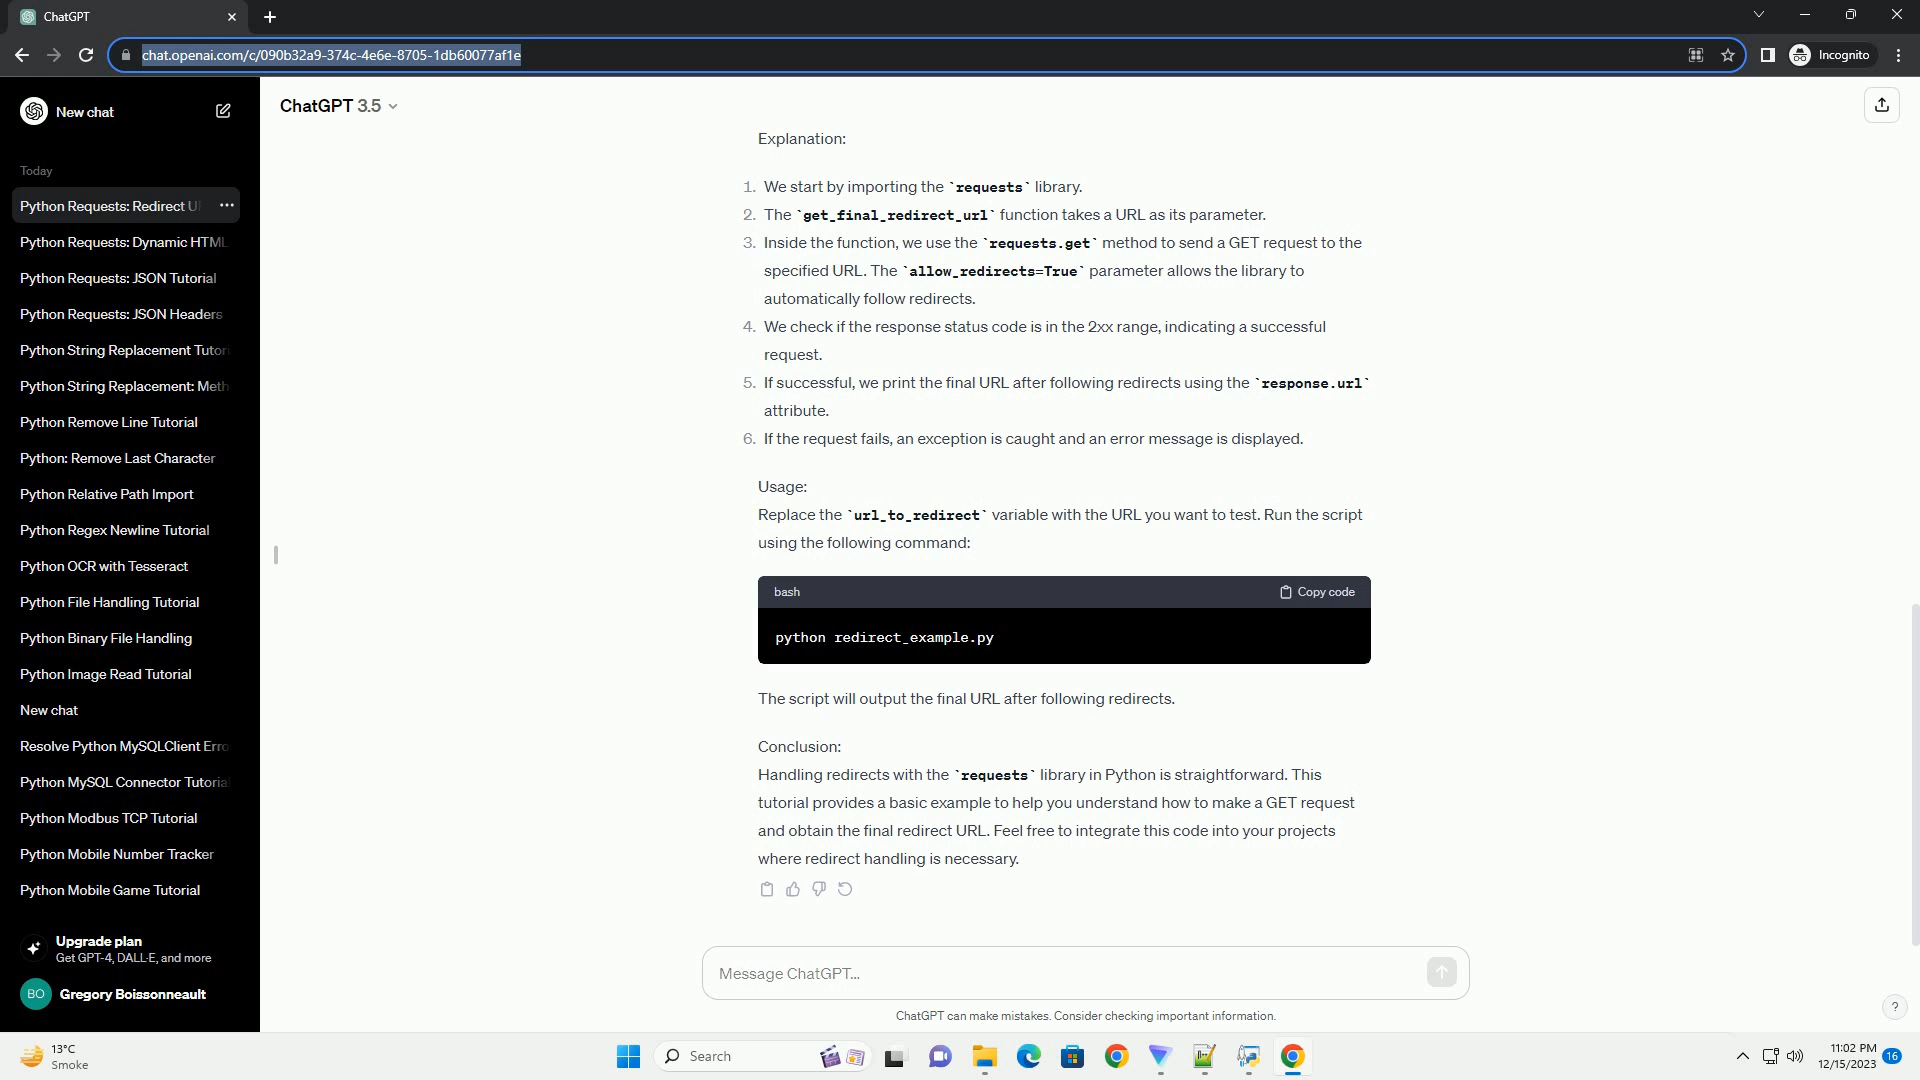 ChatGPT
chat.openai.com/c/090b32a9-374c-4e6e-8705-1db60077af1e
Incognito
New chat
ChatGPT 3.5
Today
Python Requests: Redirect U
Python Requests: Dynamic HTML
Python Requests: JSON Tutorial
Python Requests: JSON Headers
Python String Replacement Tutori
Python String Replacement: Meth
Python Remove Line Tutorial
Python: Remove Last Character
Python Relative Path Import
Python Regex Newline Tutorial
Python OCR with Tesseract
Python File Handling Tutorial
Python Binary File Handling
Python Image Read Tutorial
New chat
Resolve Python MySQLClient Erro
Python MySQL Connector Tutorial
Python Modbus TCP Tutorial
Python Mobile Number Tracker
Python Mobile Game Tutorial
Upgrade plan
Get GPT-4, DALL·E, and more
BO
Gregory Boissonneault
Explanation:
1. We start by importing the `requests` library.
2. The `get_final_redirect_url` function takes a URL as its parameter.
3. Inside the function, we use the `requests.get` method to send a GET request to the
specified URL. The `allow_redirects=True` parameter allows the library to
automatically follow redirects.
4. We check if the response status code is in the 2xx range, indicating a successful
request.
5. If successful, we print the final URL after following redirects using the `response.url`
attribute.
6. If the request fails, an exception is caught and an error message is displayed.
Usage:
Replace the `url_to_redirect` variable with the URL you want to test. Run the script
using the following command:
bash
Copy code
python redirect_example.py
The script will output the final URL after following redirects.
Conclusion:
Handling redirects with the `requests` library in Python is straightforward. This
tutorial provides a basic example to help you understand how to make a GET request
and obtain the final redirect URL. Feel free to integrate this code into your projects
where redirect handling is necessary.
Message ChatGPT...
ChatGPT can make mistakes. Consider checking important information.
?
13°C
Smoke
Search
11:02 PM
12/15/2023
16